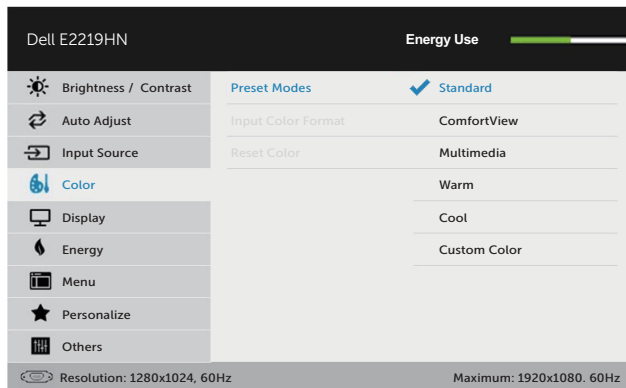 Dell E2219HN Energy Use
Brightness / Contrast Preset Modes Standard
Auto Adjust Input Color Format ComfortView
Input Source Reset Color Multimedia
Color Warm
Display Cool
Energy Custom Color
Menu
Personalize
Others
Resolution: 1280x1024, 60Hz Maximum: 1920x1080. 60Hz